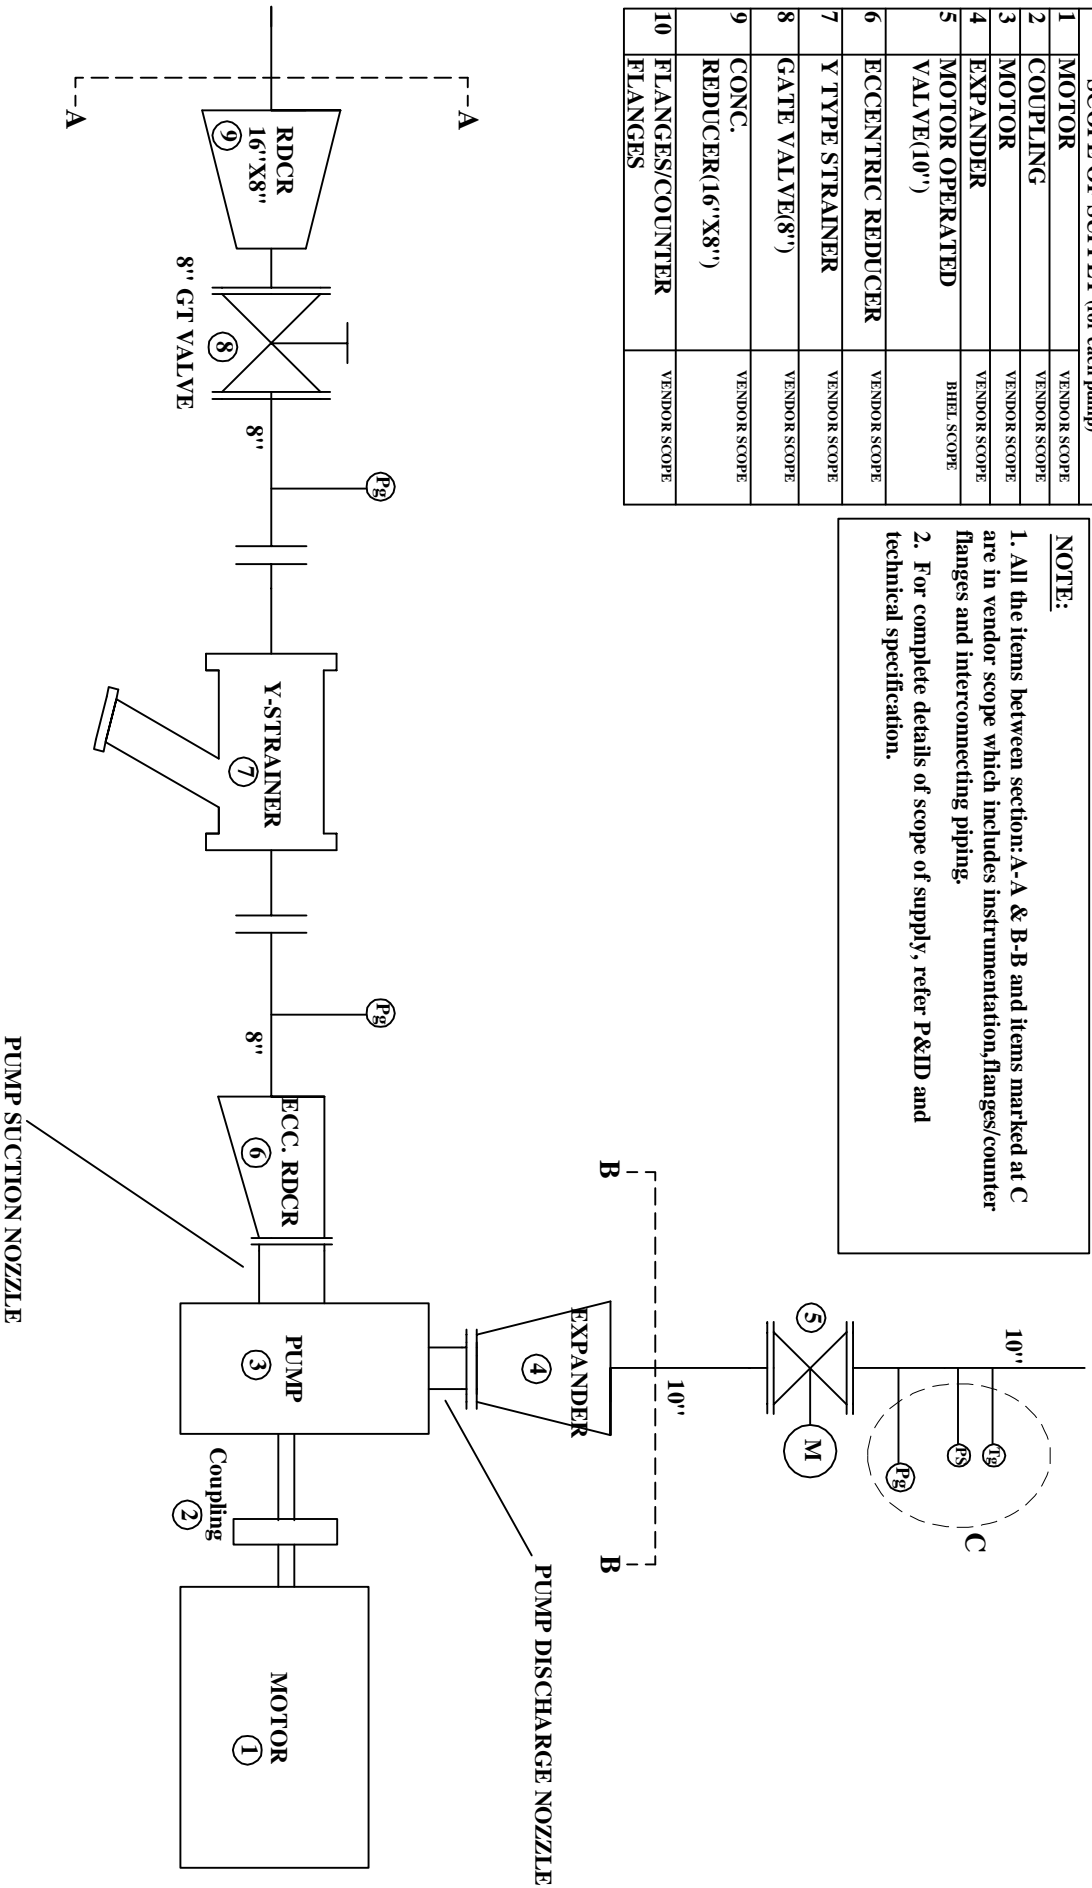 SCOPE OF SUPLLY (for each pump)
1 MOTOR VENDOR SCOPE
2 COUPLING VENDOR SCOPE
3 MOTOR VENDOR SCOPE
4 EXPANDER VENDOR SCOPE
5 MOTOR OPERATED
VALVE(10'') BHEL SCOPE
6 ECCENTRIC REDUCER VENDOR SCOPE
7 Y TYPE STRAINER VENDOR SCOPE
8 GATE VALVE(8'') VENDOR SCOPE
9 CONC.
REDUCER(16''X8'') VENDOR SCOPE
10 FLANGES/COUNTER
FLANGES VENDOR SCOPE
NOTE:
1. All the items between section:A-A & B-B and items marked at C
are in vendor scope which includes instrumentation,flanges/counter
flanges and interconnecting piping.
2. For complete details of scope of supply, refer P&ID and
technical specification.
10''
Tg
PS
Pg
C
5
M
B
B
10''
EXPANDER
4
PUMP DISCHARGE NOZZLE
A
A
RDCR
16''X8''
9
8
8'' GT VALVE
8''
Pg
Y-STRAINER
7
Pg
8''
ECC. RDCR
6
PUMP
3
Coupling
2
MOTOR
1
PUMP SUCTION NOZZLE